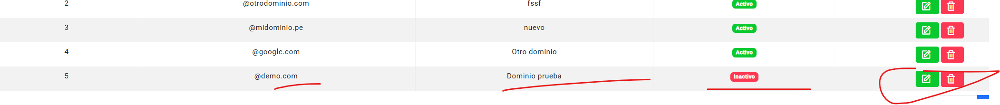 2 @otrodominio.com fssf Activo
3 @midominio.pe nuevo Activo
4 @google.com Otro dominio Activo
5 @demo.com Dominio prueba Inactivo